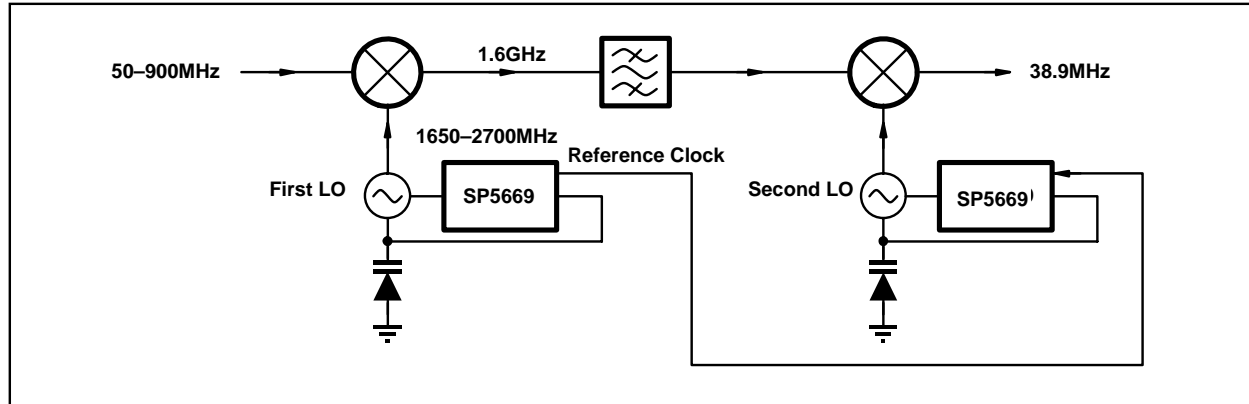 50–900MHz
1.6GHz
38.9MHz
1650–2700MHz
Reference Clock
First LO
SP5669
Second LO
SP5669